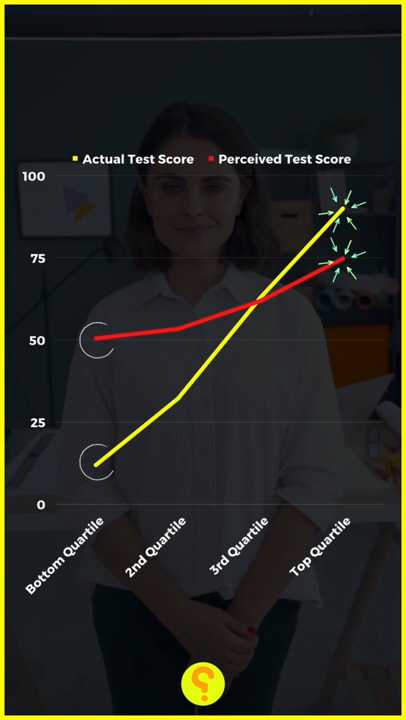 Actual Test Score Perceived Test Score
100
75
50
25
0
Bottom Quartile
2nd Quartile
3rd Quartile
Top Quartile
?